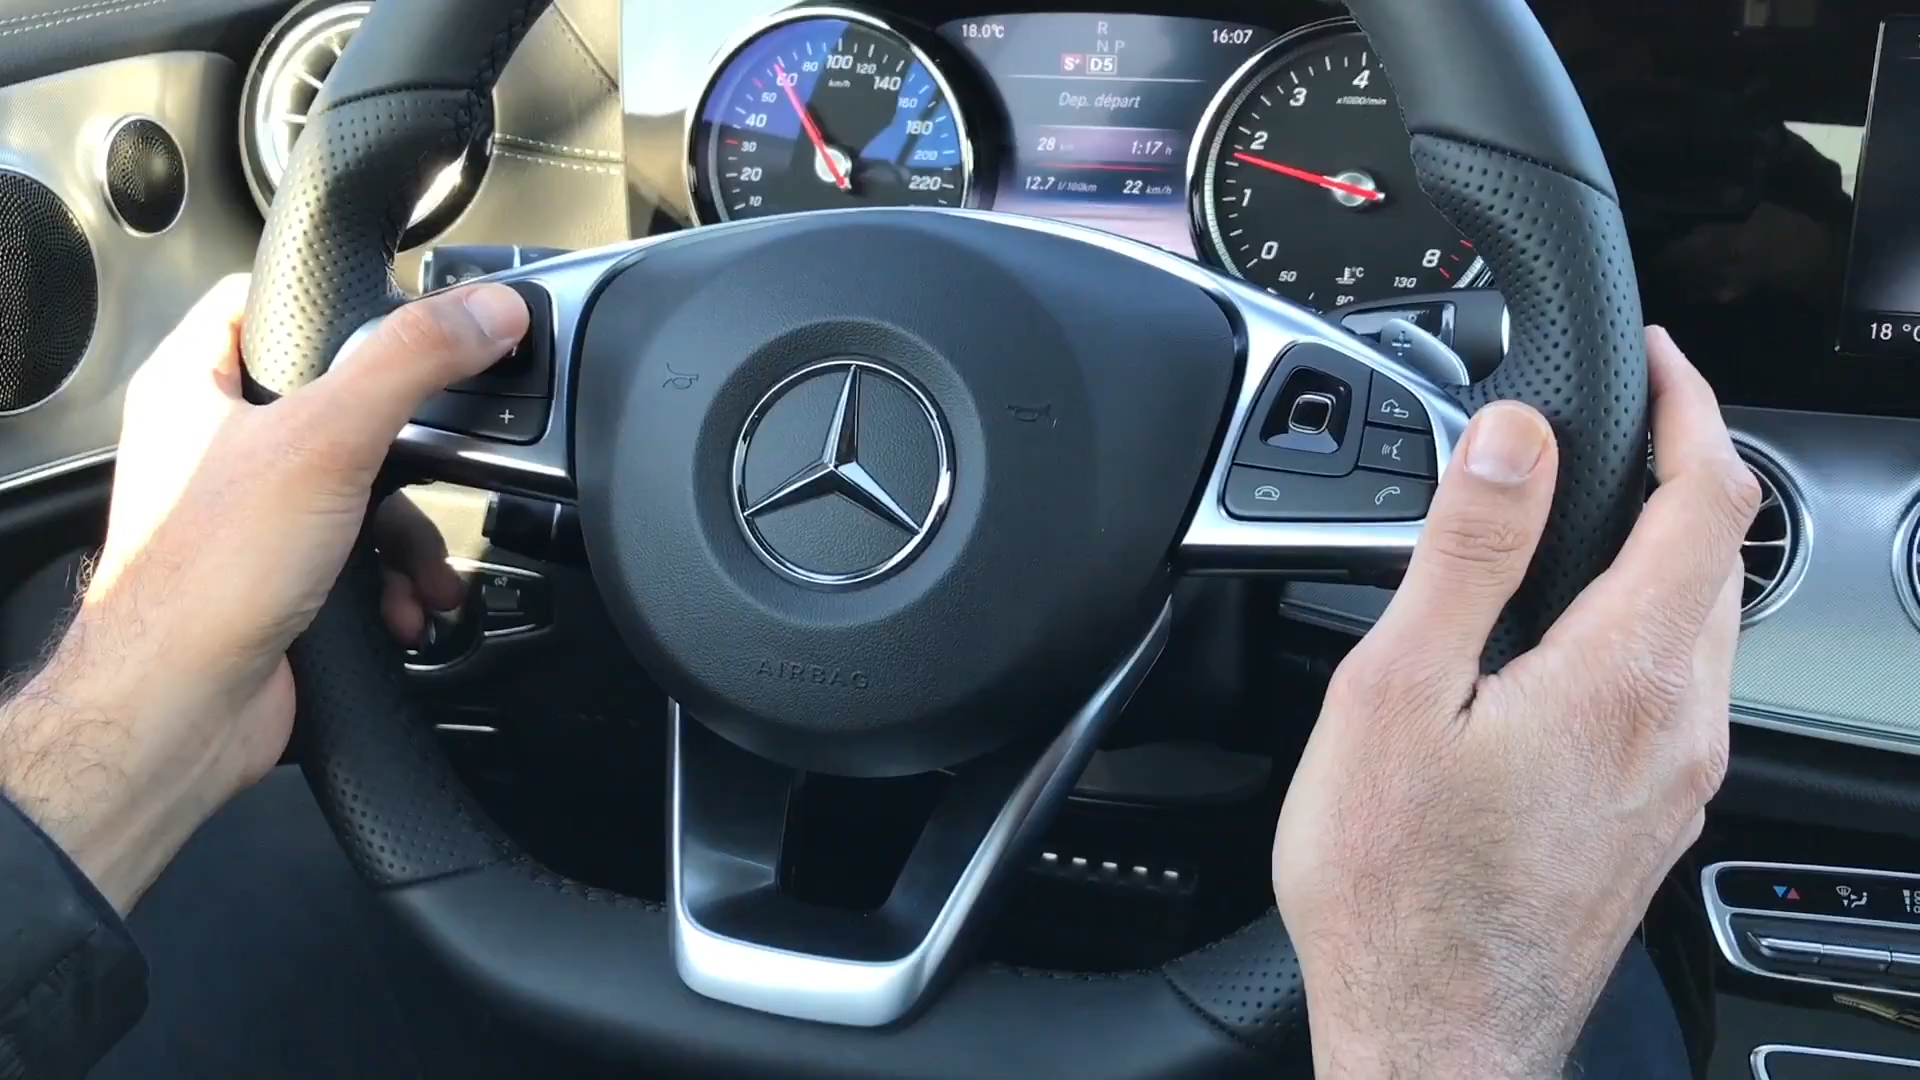 18.0°C
R
N P
S+ D5
16:07
Dep. départ
28 km
1:17 h
12.7 l/100km
22 km/h
10
20
30
40
50
60
80
100
120
140
160
180
200
220
km/h
0
1
2
3
4
8
x1000/min
50
90
130
°C
+
AIRBAG
18 °C